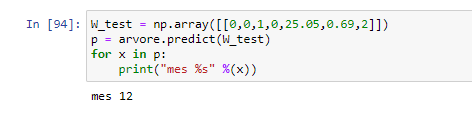 In [94]: W_test = np.array([[0,0,1,0,25.05,0.69,2]])
p = arvore.predict(W_test)
for x in p:
    print("mes %s" %(x))
mes 12